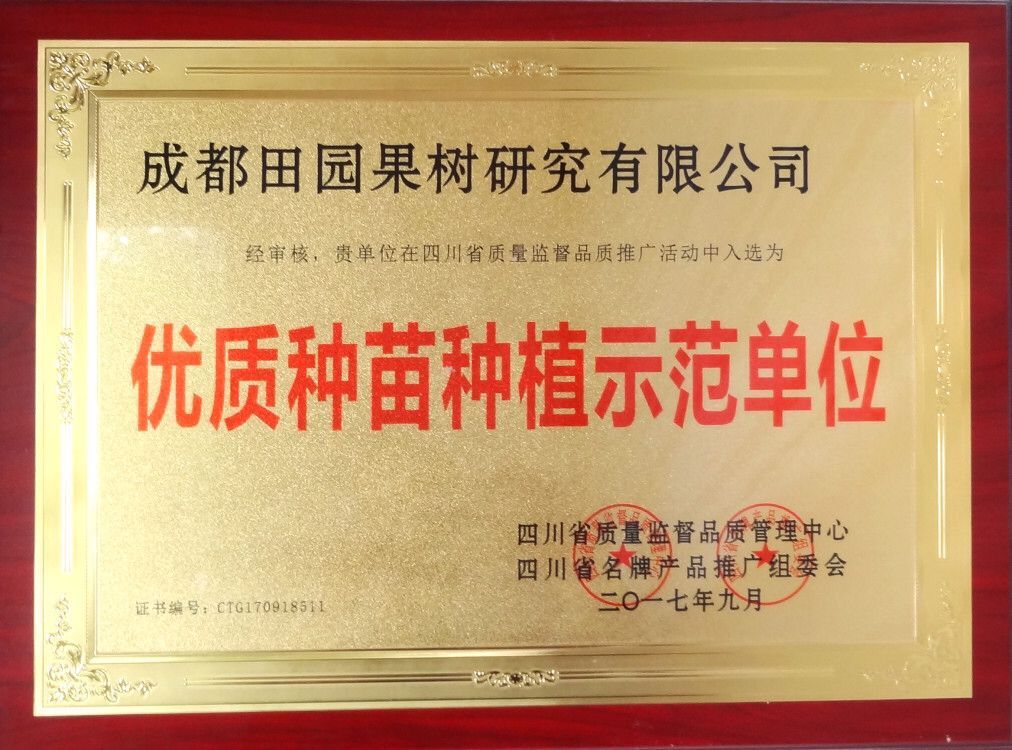 成都田园果树研究有限公司
经审核，贵单位在四川省质量监督品质推广活动中入选为
优质种苗种植示范单位
四川省质量监督品质管理中心
四川省名牌产品推广组委会
二〇一七年九月
证书编号：CTG170918511